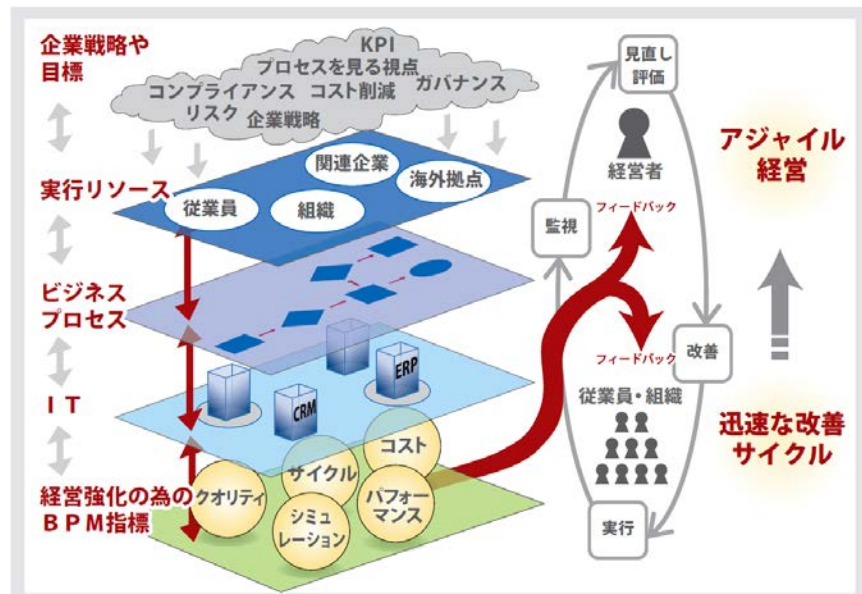 企業戦略や
目標
KPI
プロセスを見る視点
コンプライアンス コスト削減 ガバナンス
リスク 企業戦略
実行リソース
関連企業
海外拠点
従業員
組織
ビジネス
プロセス
IT
CRM
ERP
経営強化の為の
BPM指標
クオリティ
サイクル
コスト
シミュ
レーション
パフォー
マンス
見直し
評価
経営者
フィードバック
監視
フィードバック
改善
従業員・組織
実行
アジャイル
経営
迅速な改善
サイクル